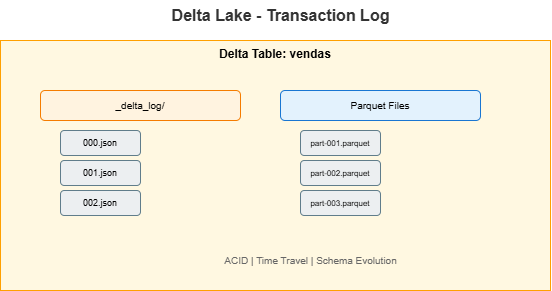 Delta Lake - Transaction Log
Delta Table: vendas
_delta_log/
Parquet Files
000.json
001.json
002.json
part-001.parquet
part-002.parquet
part-003.parquet
ACID | Time Travel | Schema Evolution